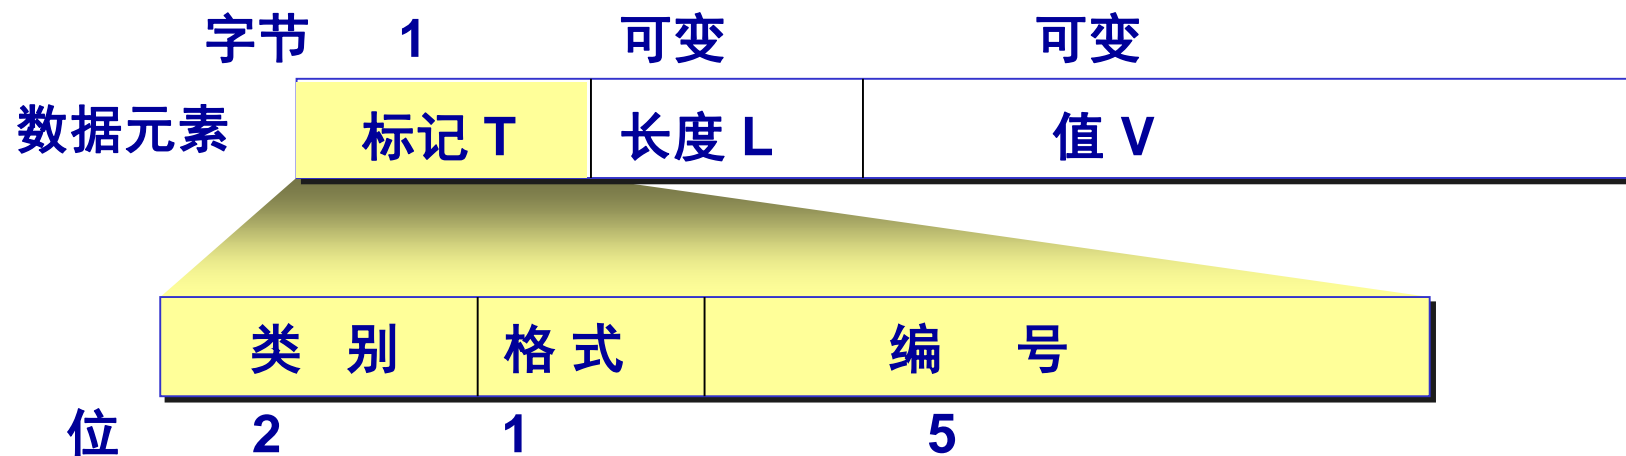 字节 1 可变 可变
数据元素 标记 T 长度 L 值 V
类 别 格 式 编 号
位 2 1 5